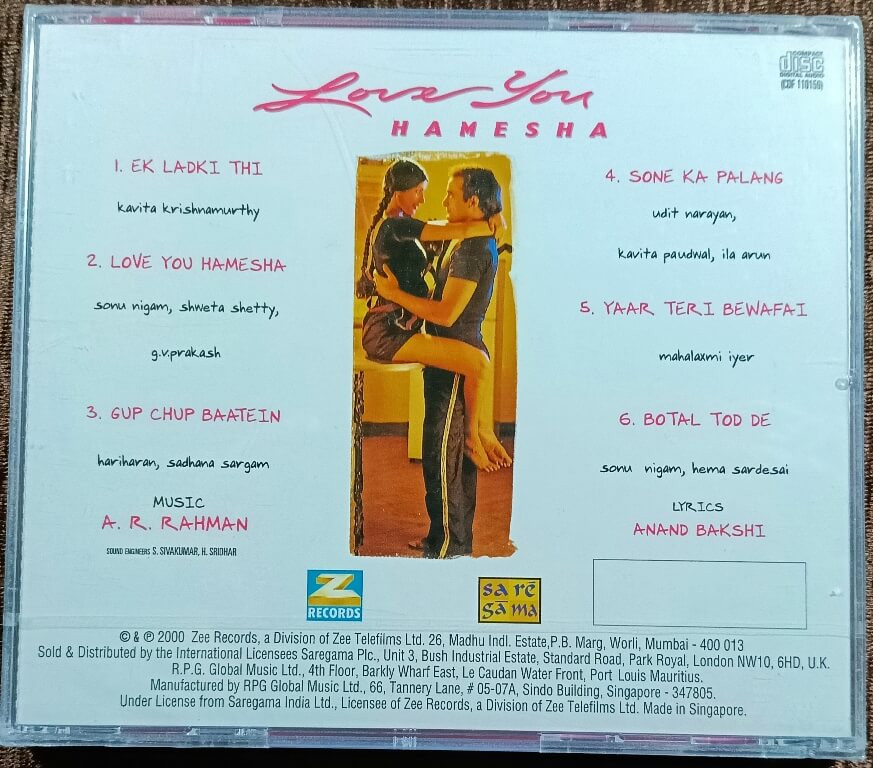 COMPACT
disc
DIGITAL AUDIO
(CDF 110159)
Love You
HAMESHA
1. EK LADKI THI
kavita krishnamurthy
2. LOVE YOU HAMESHA
sonu nigam, shweta shetty,
g.v.prakash
3. GUP CHUP BAATEIN
hariharan, sadhana sargam
MUSIC
A. R. RAHMAN
SOUND ENGINEERS S. SIVAKUMAR, H. SRIDHAR
4. SONE KA PALANG
udit narayan,
kavita paudwal, ila arun
5. YAAR TERI BEWAFAI
mahalaxmi iyer
6. BOTAL TOD DE
sonu nigam, hema sardesai
LYRICS
ANAND BAKSHI
Z
RECORDS
sa rē
gā ma
© & ℗ 2000 Zee Records, a Division of Zee Telefilms Ltd. 26, Madhu Indl. Estate,P.B. Marg, Worli, Mumbai - 400 013
Sold & Distributed by the International Licensees Saregama Plc., Unit 3, Bush Industrial Estate, Standard Road, Park Royal, London NW10, 6HD, U.K.
R.P.G. Global Music Ltd., 4th Floor, Barkly Wharf East, Le Caudan Water Front, Port Louis Mauritius.
Manufactured by RPG Global Music Ltd., 66, Tannery Lane, # 05-07A, Sindo Building, Singapore - 347805.
Under License from Saregama India Ltd., Licensee of Zee Records, a Division of Zee Telefilms Ltd. Made in Singapore.